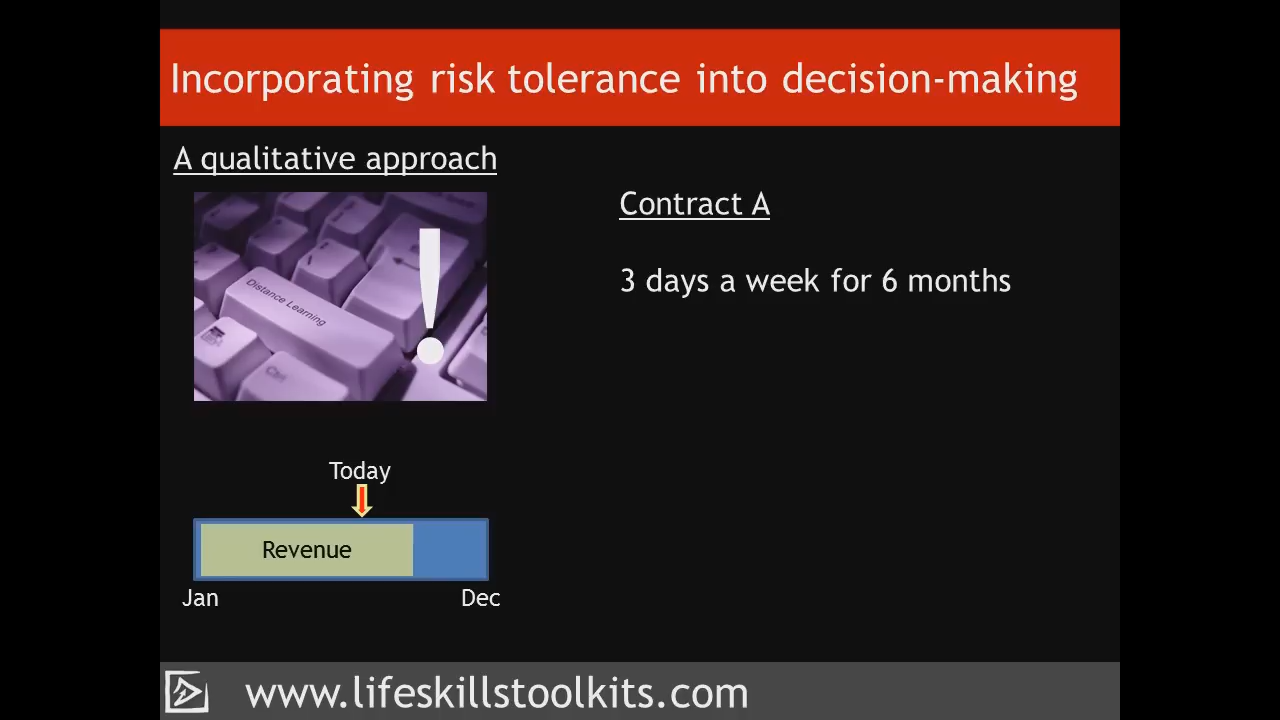 Incorporating risk tolerance into decision-making
A qualitative approach
Distance Learning
Ctrl
Contract A
3 days a week for 6 months
Today
Revenue
Jan
Dec
www.lifeskillstoolkits.com